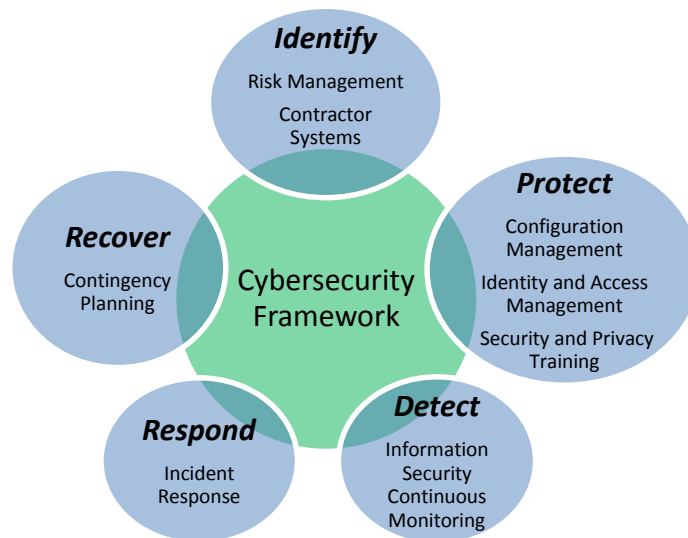 Identify
Risk Management
Contractor
Systems
Protect
Configuration
Management
Identity and Access
Management
Security and Privacy
Training
Detect
Information
Security
Continuous
Monitoring
Respond
Incident
Response
Recover
Contingency
Planning
Cybersecurity
Framework